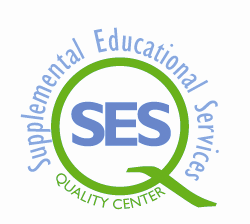 Supplemental Educational Services
SES
QUALITY CENTER